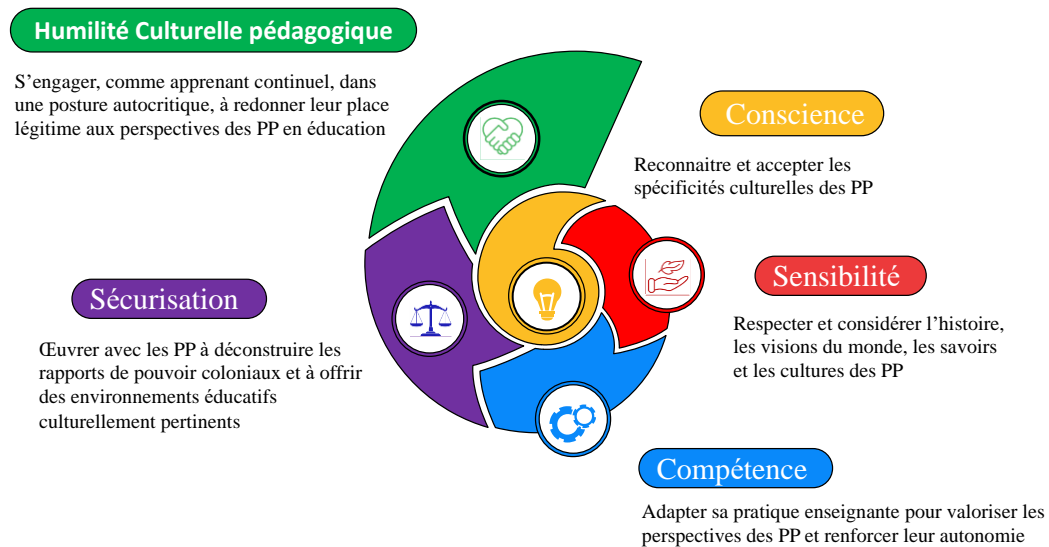 Humilité Culturelle pédagogique
S’engager, comme apprenant continuel, dans
une posture autocritique, à redonner leur place
légitime aux perspectives des PP en éducation
Conscience
Reconnaitre et accepter les
spécificités culturelles des PP
Sensibilité
Respecter et considérer l’histoire,
les visions du monde, les savoirs
et les cultures des PP
Compétence
Adapter sa pratique enseignante pour valoriser les
perspectives des PP et renforcer leur autonomie
Sécurisation
Œuvrer avec les PP à déconstruire les
rapports de pouvoir coloniaux et à offrir
des environnements éducatifs
culturellement pertinents